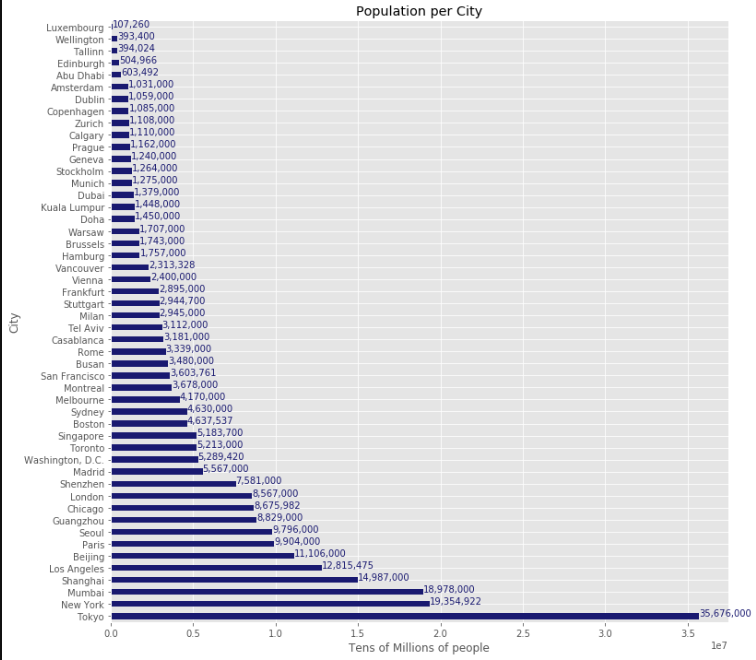 Population per City
Luxembourg 107,260
Wellington 393,400
Tallinn 394,024
Edinburgh 504,966
Abu Dhabi 603,492
Amsterdam 1,031,000
Dublin 1,059,000
Copenhagen 1,085,000
Zurich 1,108,000
Calgary 1,110,000
Prague 1,162,000
Geneva 1,240,000
Stockholm 1,264,000
Munich 1,275,000
Dubai 1,379,000
Kuala Lumpur 1,448,000
Doha 1,450,000
Warsaw 1,707,000
Brussels 1,743,000
Hamburg 1,757,000
Vancouver 2,313,328
Vienna 2,400,000
Frankfurt 2,895,000
Stuttgart 2,944,700
Milan 2,945,000
City
Tel Aviv 3,112,000
Casablanca 3,181,000
Rome 3,339,000
Busan 3,480,000
San Francisco 3,603,761
Montreal 3,678,000
Melbourne 4,170,000
Sydney 4,630,000
Boston 4,637,537
Singapore 5,183,700
Toronto 5,213,000
Washington, D.C. 5,289,420
Madrid 5,567,000
Shenzhen 7,581,000
London 8,567,000
Chicago 8,675,982
Guangzhou 8,829,000
Seoul 9,796,000
Paris 9,904,000
Beijing 11,106,000
Los Angeles 12,815,475
Shanghai 14,987,000
Mumbai 18,978,000
New York 19,354,922
Tokyo 35,676,000
0.0 0.5 1.0 1.5 2.0 2.5 3.0 3.5
1e7
Tens of Millions of people